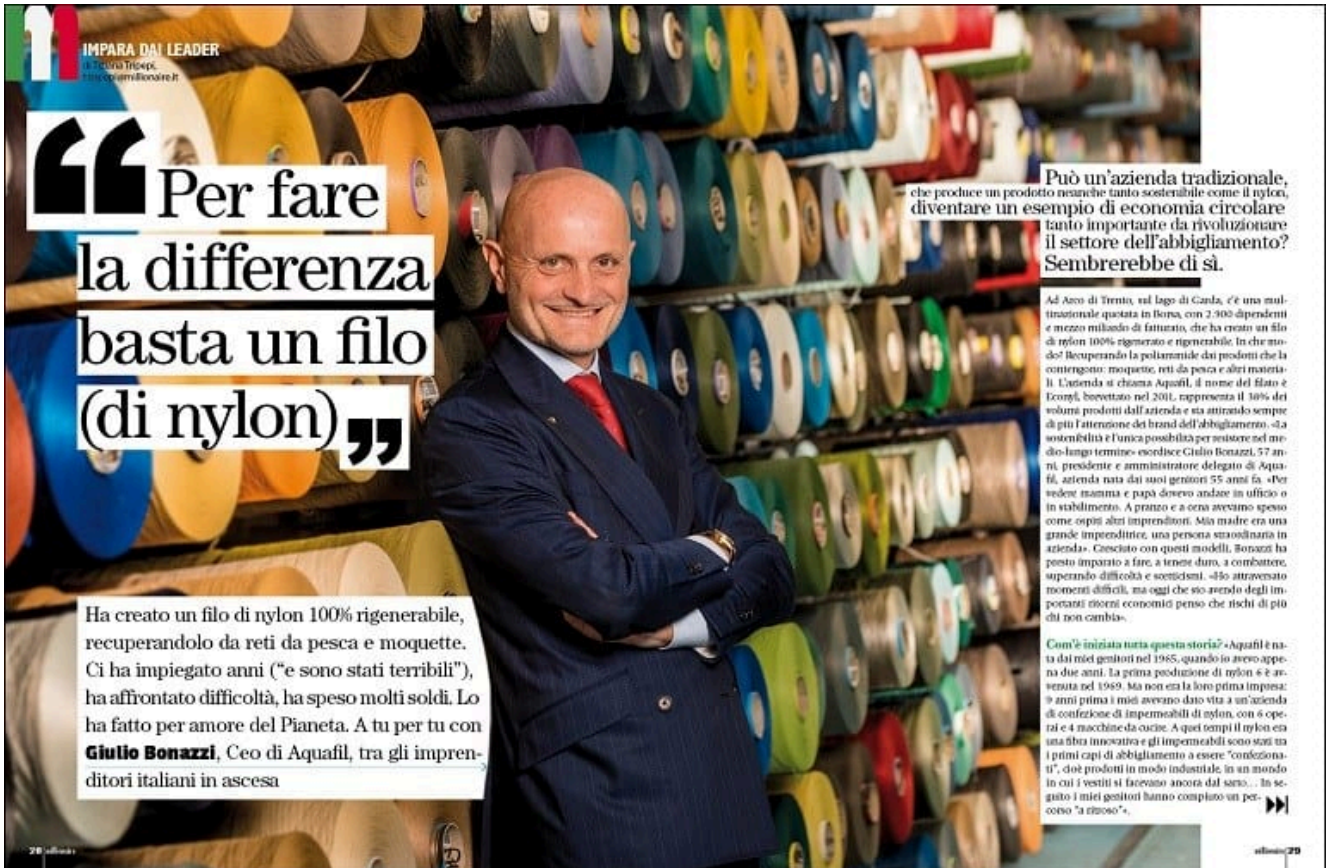 IMPARA DAI LEADER
di Tiziana Tripepi,
t.tripepi@millionaire.it
“Per fare
la differenza
basta un filo
(di nylon)”
Ha creato un filo di nylon 100% rigenerabile,
recuperandolo da reti da pesca e moquette.
Ci ha impiegato anni (“e sono stati terribili”),
ha affrontato difficoltà, ha speso molti soldi. Lo
ha fatto per amore del Pianeta. A tu per tu con
Giulio Bonazzi, Ceo di Aquafil, tra gli impren-
ditori italiani in ascesa
Può un'azienda tradizionale,
che produce un prodotto neanche tanto sostenibile come il nylon,
diventare un esempio di economia circolare
tanto importante da rivoluzionare
il settore dell'abbigliamento?
Sembrerebbe di sì.
Ad Arco di Trento, sul lago di Garda, c'è una mul-
tinazionale quotata in Borsa, con 2.900 dipendenti
e mezzo miliardo di fatturato, che ha creato un filo
di nylon 100% rigenerato e rigenerabile. In che mo-
do? Recuperando la poliammide dai prodotti che la
contengono: moquette, reti da pesca e altri materia-
li. L'azienda si chiama Aquafil, il nome del filato è
Econyl, brevettato nel 2011, rappresenta il 38% dei
volumi prodotti dall'azienda e sta attirando sempre
di più l'attenzione dei brand dell'abbigliamento. «La
sostenibilità è l'unica possibilità per resistere nel me-
dio-lungo termine» esordisce Giulio Bonazzi, 57 an-
ni, presidente e amministratore delegato di Aqua-
fil, azienda nata dai suoi genitori 55 anni fa. «Per
vedere mamma e papà dovevo andare in ufficio o
in stabilimento. A pranzo e a cena avevamo spesso
come ospiti altri imprenditori. Mia madre era una
grande imprenditrice, una persona straordinaria in
azienda». Cresciuto con questi modelli, Bonazzi ha
presto imparato a fare, a tenere duro, a combattere,
superando difficoltà e scetticismi. «Ho attraversato
momenti difficili, ma oggi che sto avendo degli im-
portanti ritorni economici penso che rischi di più
chi non cambia».
Com'è iniziata tutta questa storia? «Aquafil è na-
ta dai miei genitori nel 1965, quando io avevo appe-
na due anni. La prima produzione di nylon 6 è av-
venuta nel 1969. Ma non era la loro prima impresa:
9 anni prima i miei avevano dato vita a un'azienda
di confezione di impermeabili di nylon, con 6 ope-
rai e 4 macchine da cucire. A quei tempi il nylon era
una fibra innovativa e gli impermeabili sono stati tra
i primi capi di abbigliamento a essere “confeziona-
ti”, cioè prodotti in modo industriale, in un mondo
in cui i vestiti si facevano ancora dal sarto... In se-
guito i miei genitori hanno compiuto un per-
corso “a ritroso”».
28 millionaire
millionaire 29